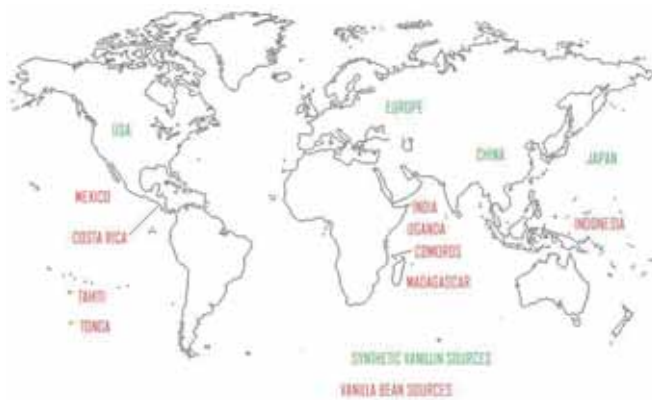 USA
EUROPE
CHINA
JAPAN
MEXICO
INDIA
COSTA RICA
UGANDA
INDONESIA
COMOROS
MADAGASCAR
TAHITI
TONGA
SYNTHETIC VANILLIN SOURCES
VANILLA BEAN SOURCES